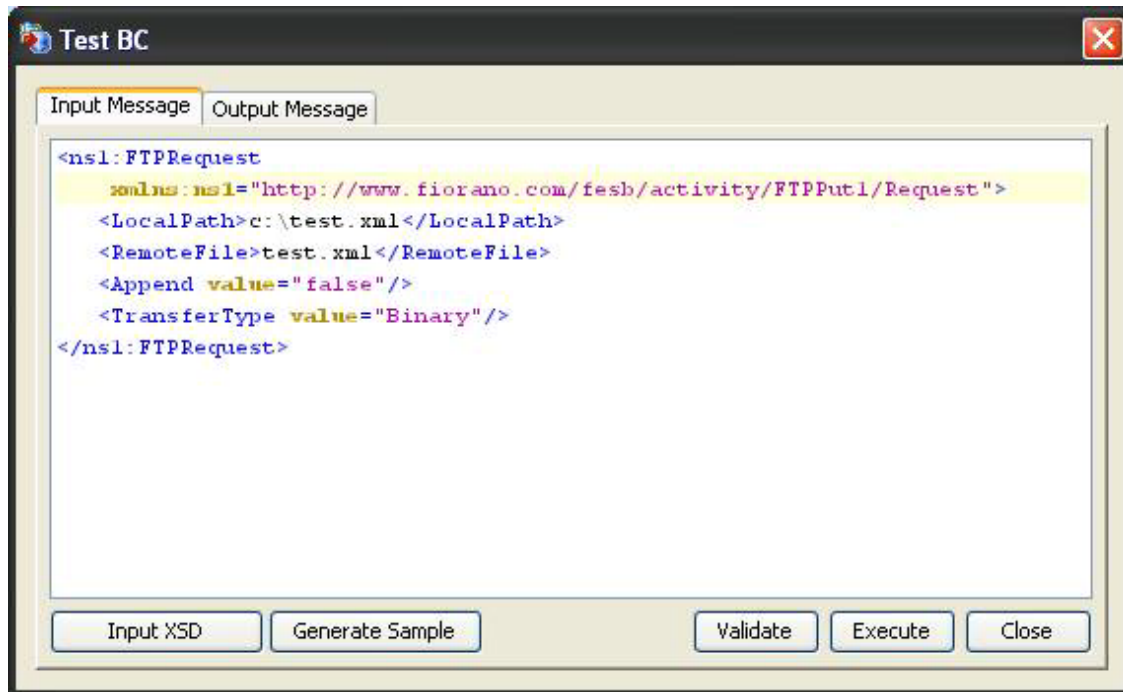 Test BC
Input Message Output Message
<ns1:FTPRequest
xmlns:ns1="http://www.fiorano.com/fesb/activity/FTPPut1/Request">
<LocalPath>c:\test.xml</LocalPath>
<RemoteFile>test.xml</RemoteFile>
<Append value="false"/>
<TransferType value="Binary"/>
</ns1:FTPRequest>
Input XSD Generate Sample Validate Execute Close